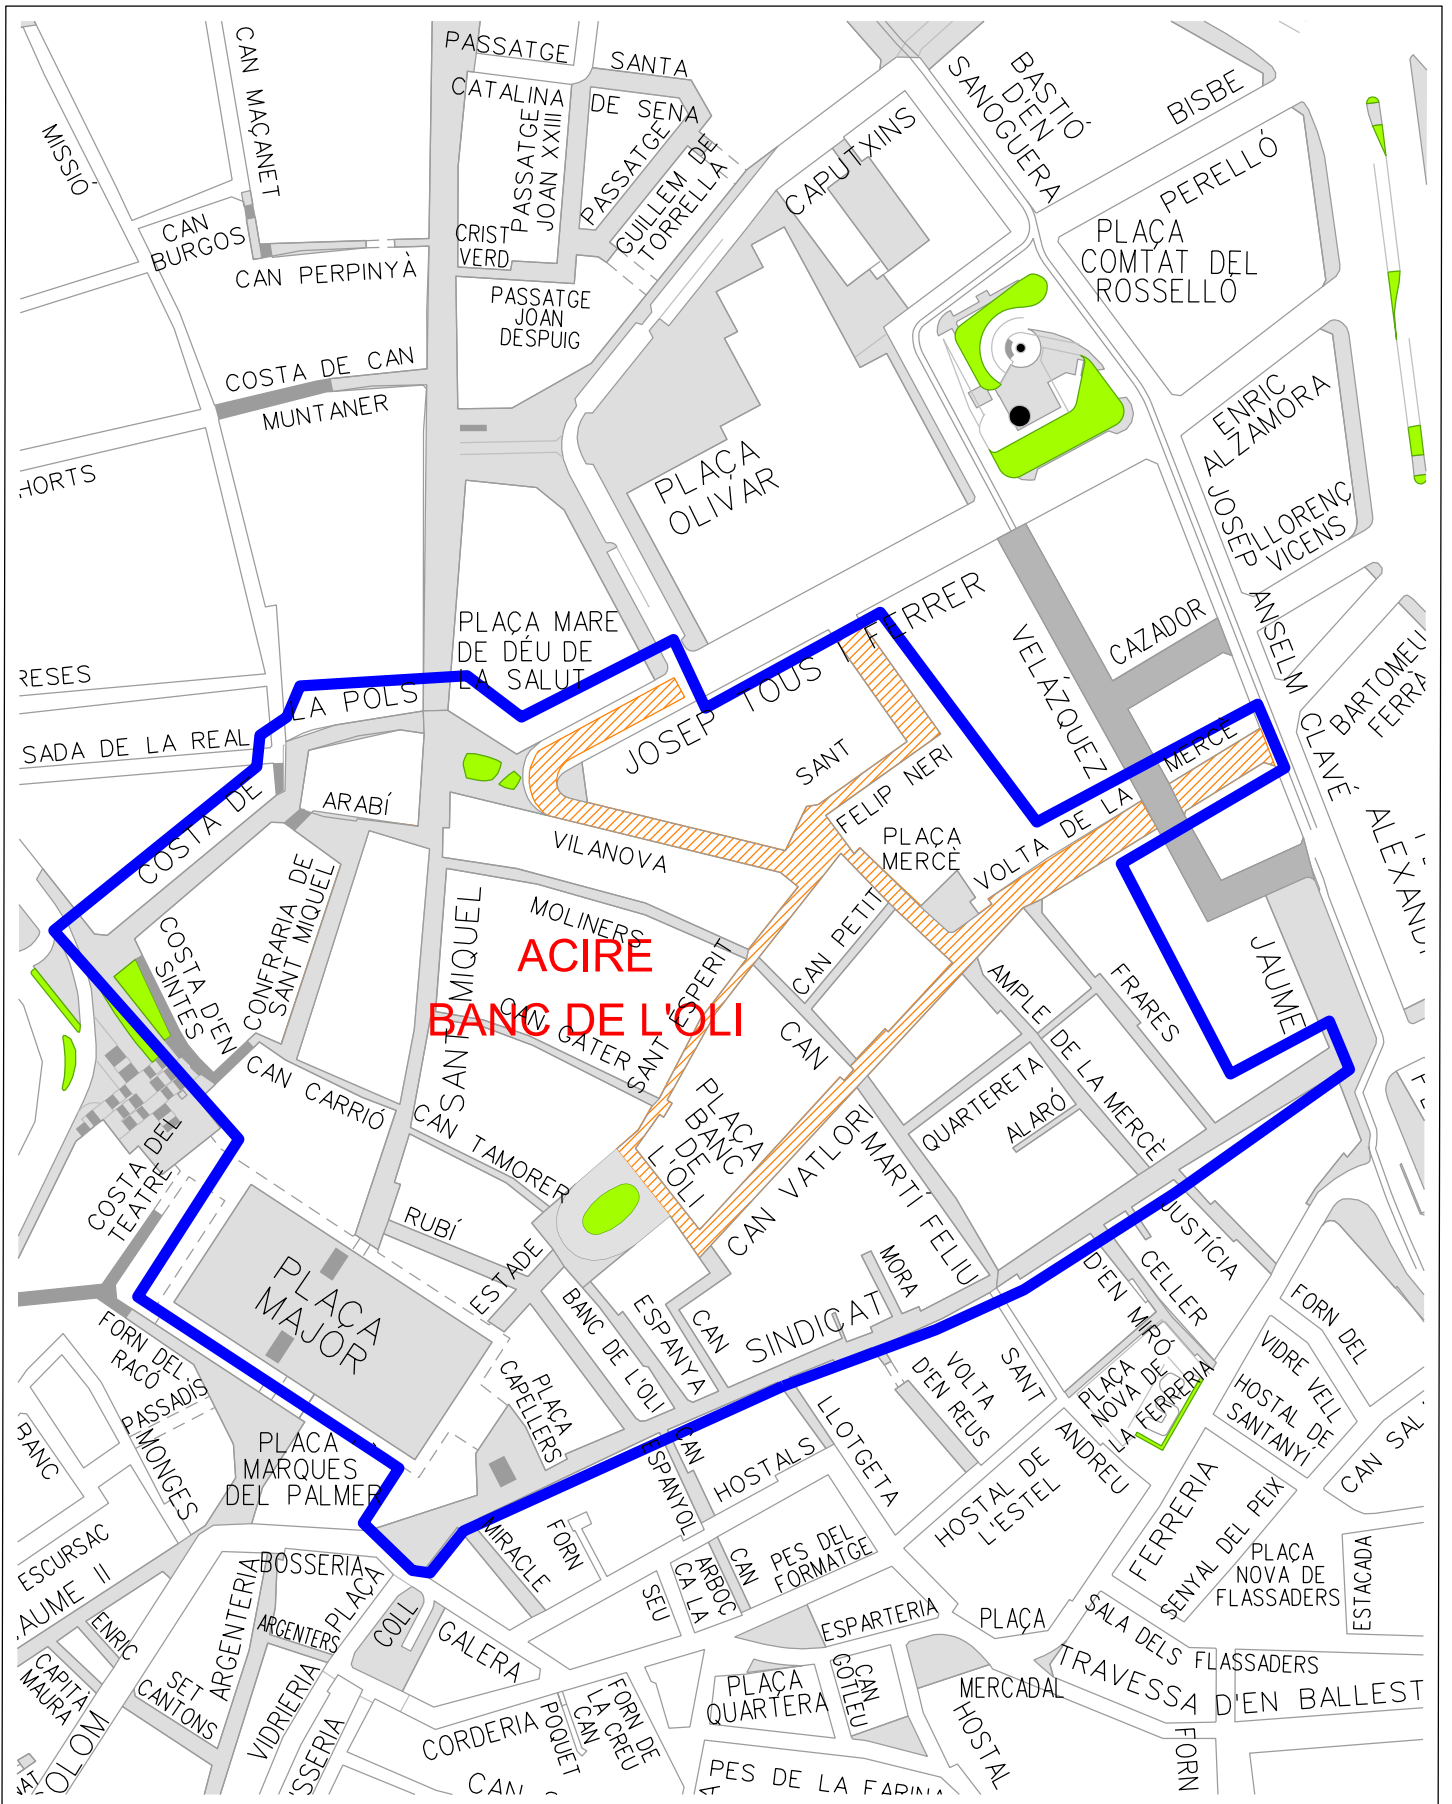 PASSATGE
SANTA
CATALINA
DE SENA
CAN MAÇANET
MISSIÓ
PASSATGE
JOAN XXIII
PASSATGE
GUILLEM DE
TORRELLA
CAPUTXINS
BASTIÓ
D'EN
SANOGUERA
BISBE
PERELLÓ
CAN
BURGOS
CRIST
VERD
CAN PERPINYÀ
PASSATGE
JOAN
DESPUIG
PLAÇA
COMTAT DEL
ROSSELLÓ
COSTA DE CAN
MUNTANER
ENRIC
ALZAMORA
PLAÇA
OLIVAR
HORTS
JOSEP
LLORENÇ
VICENS
ANSELM
CLAVÉ
PLAÇA MARE
DE DÉU DE
LA SALUT
JOSEP TOUS I FERRER
VELÁZQUEZ
CAZADOR
BARTOMEU
FERRÀ
RESES
LA POLS
SADA DE LA REAL
COSTA DE
ARABÍ
SANT
FELIP NERI
VOLTA DE LA MERCÈ
PLAÇA
MERCÈ
VILANOVA
ALEXAND
COSTA D'EN
SINTES
CONFRARIA DE
SANT MIQUEL
SANT MIQUEL
MOLINERS
ACIRE
BANC DE L'OLI
CAN GATER
SANT ESPERIT
CAN PETIT
CAN
MARTÍ FELIU
AMPLE DE LA MERCÈ
FRARES
JAUME
QUARTERETA
ALARÓ
CAN CARRIÓ
CAN TAMORER
PLAÇA
BANC
DE
L'OLI
CAN VATLORI
COSTA DEL
TEATRE
RUBÍ
ESTADE
PLAÇA
MAJOR
BANC DE L'OLI
ESPANYA
CAN
SINDICAT
MORA
D'EN MIRÓ
CELLER
JUSTÍCIA
FORN DEL
VIDRE VELL
HOSTAL DE
SANTANYÍ
CAN SAL
FORN DEL
RACÓ
PASSADÍS
MONGES
BANC
PLAÇA
CAPELLERS
PLACA
MARQUES
DEL PALMER
CAN
ESPANYOL
HOSTALS
LLOTGETA
VOLTA
D'EN REUS
SANT
ANDREU
PLAÇA
NOVA DE
LA FERRERIA
HOSTAL DE
L'ESTEL
FERRERIA
SENYAL DEL PEIX
PLAÇA
NOVA DE
FLASSADERS
ESTACADA
ESCURSAC
AUME II
ENRIC
CAPITÀ
MAURA
OLOM
BOSSERIA
ARGENTERIA
ARGENTERS
PLAÇA
COLL
SET
CANTONS
VIDRIERIA
SSERIA
MIRACLE
FORN
GALERA
SEU
CA LA
ARBOÇ
CAN
PES DEL
FORMATGE
ESPARTERIA
PLAÇA
MERCADAL
SALA DELS
FLASSADERS
TRAVESSA
D'EN BALLEST
FORN
CORDERIA
POQUET
CAN
FORN DE
LA CREU
PLAÇA
QUARTERA
CAN
GOTLEU
HOSTAL
CAN
PES DE LA FARINA